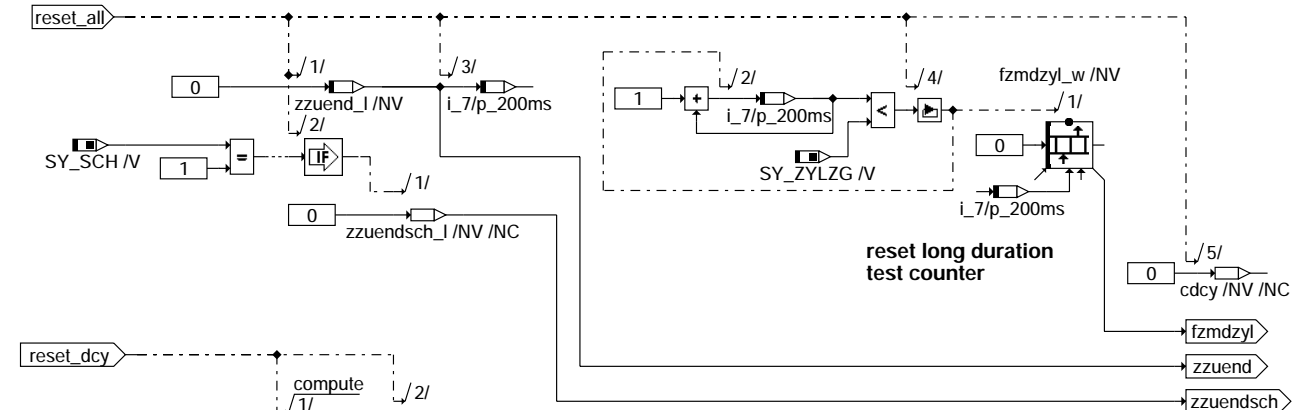 reset_all
/1/
/3/
/2/
/4/
fzmdzyl_w /NV
0
1
/1/
zzuend_l /NV
i_7/p_200ms
+
i_7/p_200ms
<
/2/
0
SY_SCH /V
=
IF
SY_ZYLZG /V
1
/1/
i_7/p_200ms
0
zzuendsch_l /NV /NC
reset long duration
test counter
/5/
0
cdcy /NV /NC
fzmdzyl
reset_dcy
zzuend
compute
/2/
/1/
zzuendsch